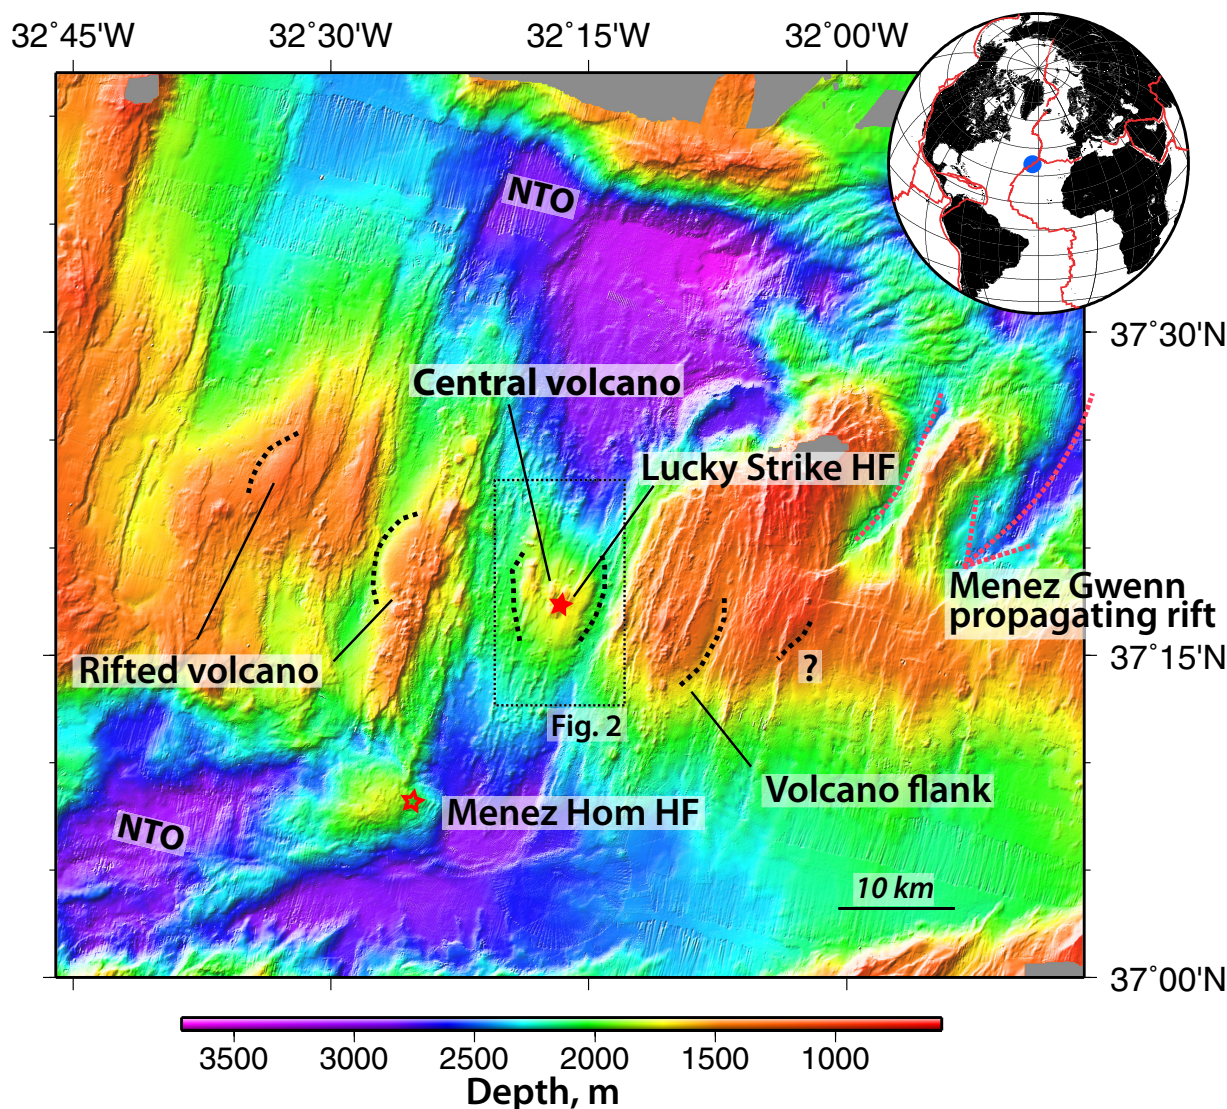 32˚45'W 32˚30'W 32˚15'W 32˚00'W
NTO
37˚30'N
Central volcano
Lucky Strike HF
Menez Gwenn
propagating rift
Rifted volcano
?
37˚15'N
Fig. 2
Volcano flank
Menez Hom HF
NTO
10 km
37˚00'N
3500 3000 2500 2000 1500 1000
Depth, m